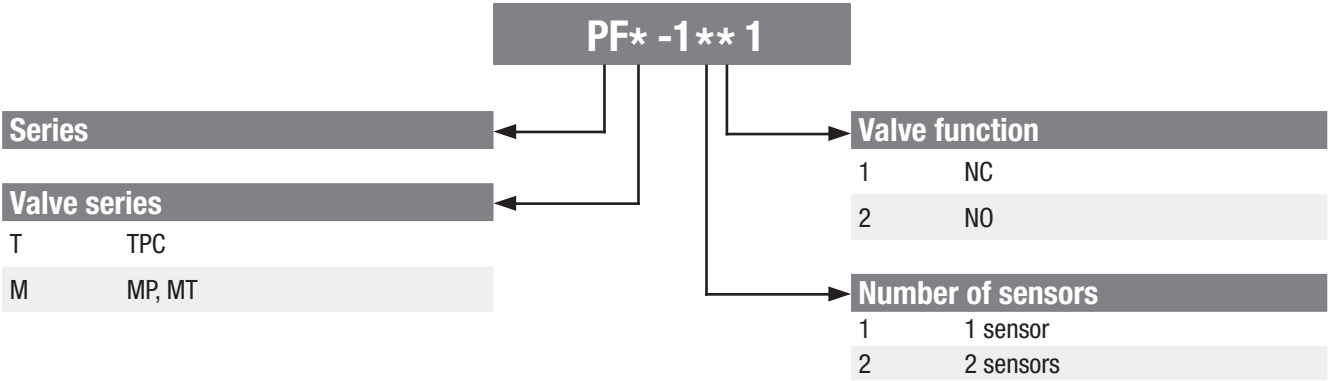 PF* -1** 1
Series
Valve series
T TPC
M MP, MT
Valve function
1 NC
2 NO
Number of sensors
1 1 sensor
2 2 sensors